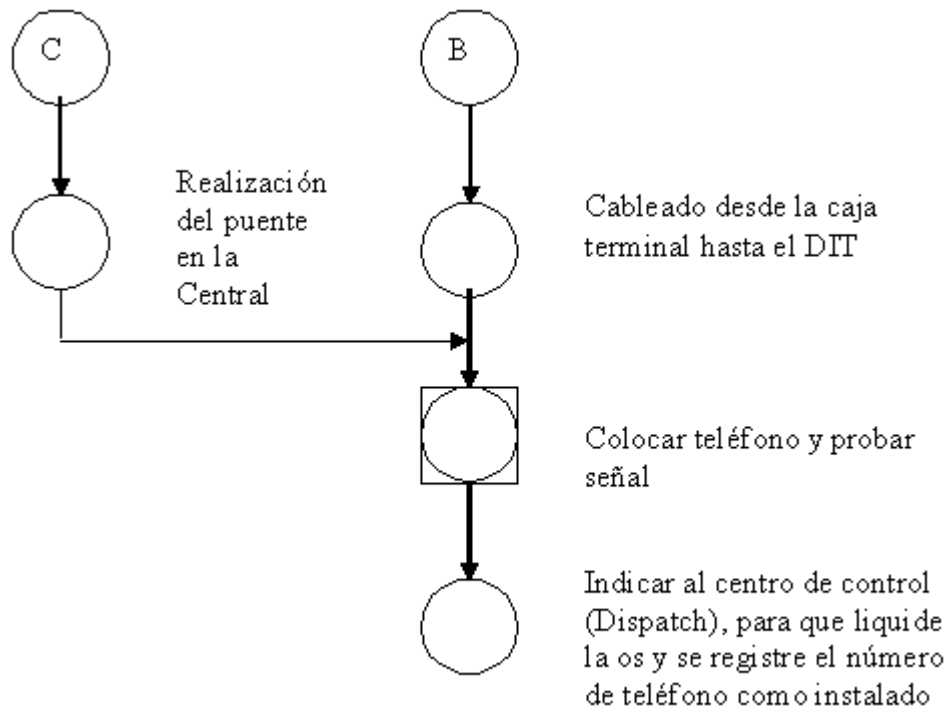 C
B
Realización
del puente
en la
Central
Cableado desde la caja
terminal hasta el DIT
Colocar teléfono y probar
señal
Indicar al centro de control
(Dispatch), para que liquide
la os y se registre el número
de teléfono como instalado